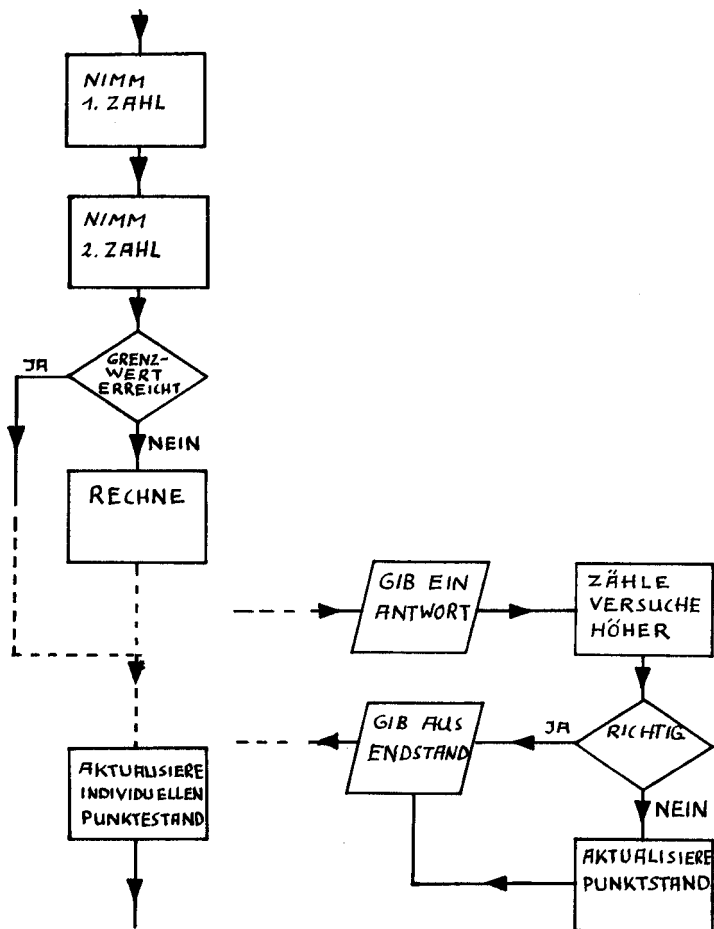 NIMM
1. ZAHL
NIMM
2. ZAHL
JA
GRENZ-
WERT
ERREICHT
NEIN
RECHNE
AKTUALISIERE
INDIVIDUELLEN
PUNKTESTAND
GIB EIN
ANTWORT
ZÄHLE
VERSUCHE
HÖHER
RICHTIG
JA
GIB AUS
ENDSTAND
NEIN
AKTUALISIERE
PUNKTSTAND